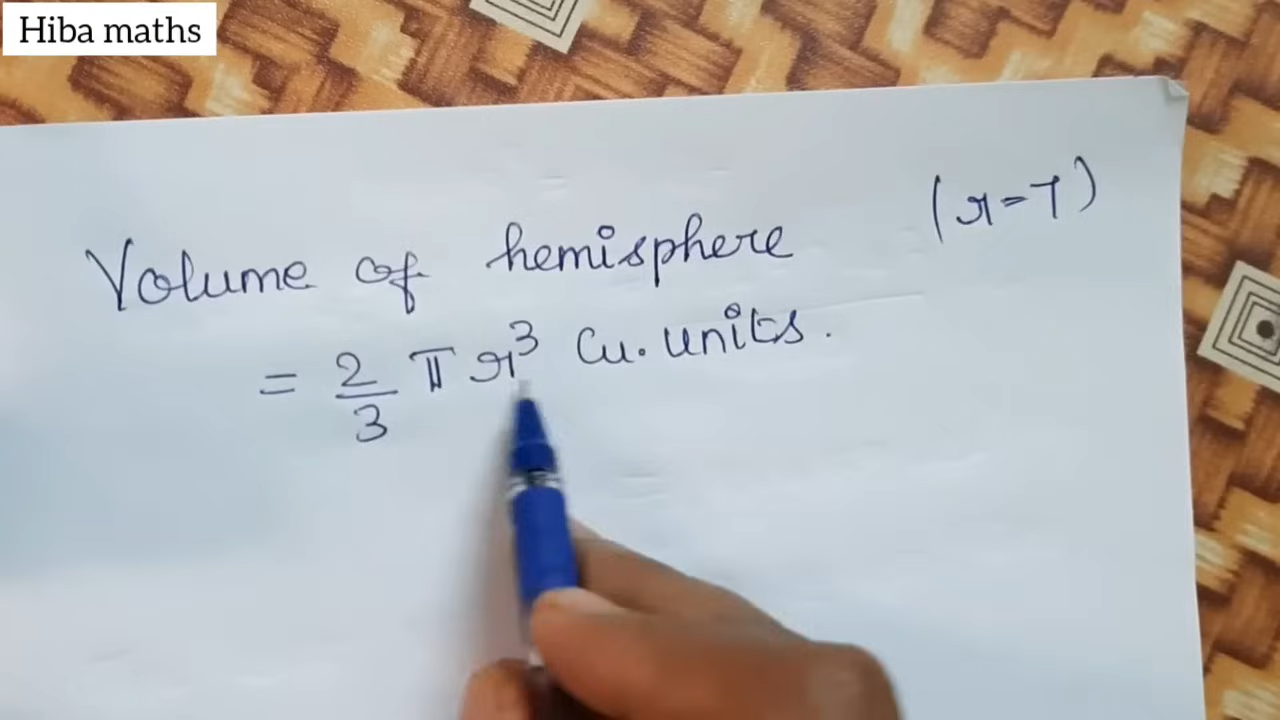 Hiba maths
(r=7)
Volume of hemisphere
= 2/3 π r³ Cu. units.